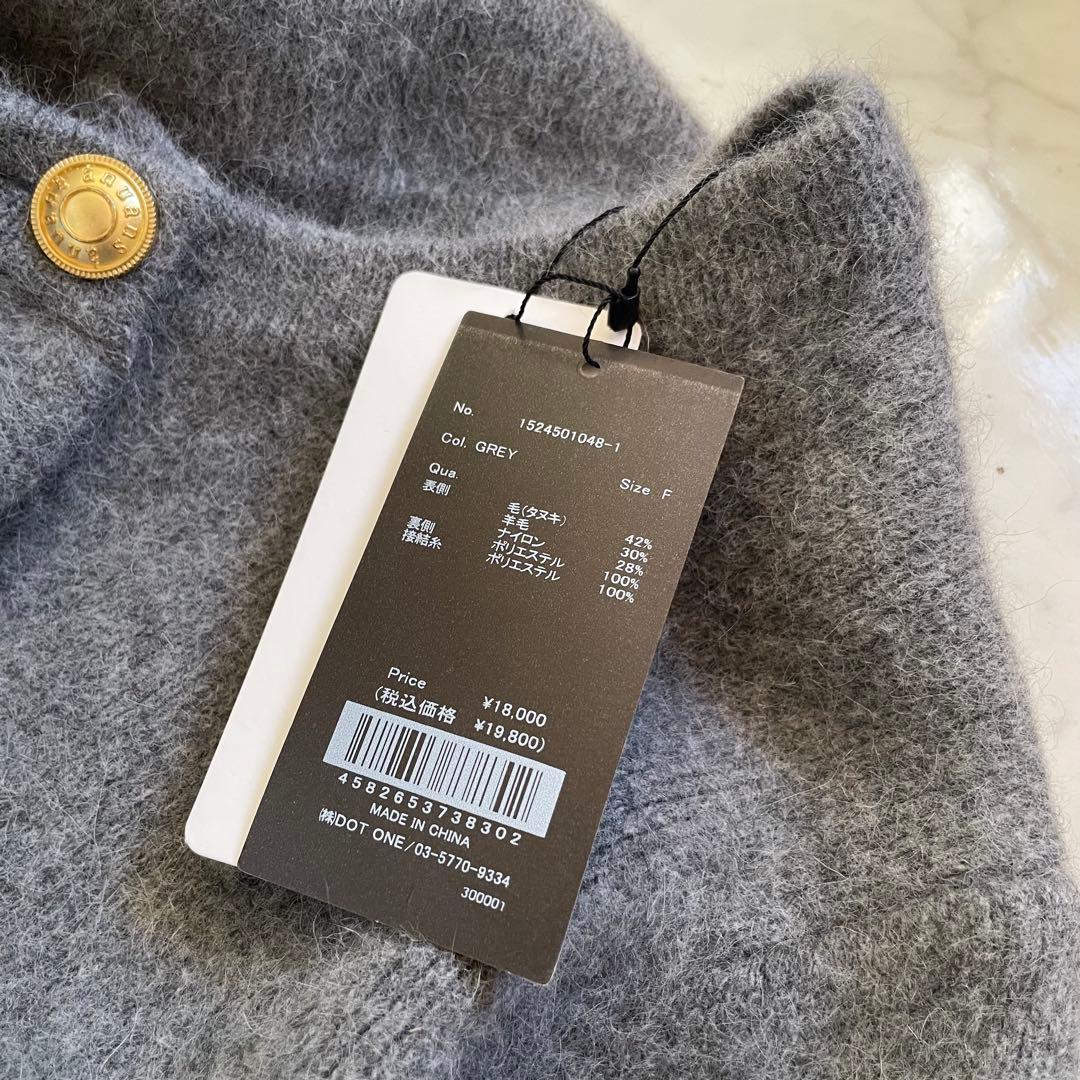 anuans anuans
No. 1524501048-1
Col. GREY
Size F
Qua.
表側 毛(タヌキ) 42%
羊毛 30%
ナイロン 28%
裏側 ポリエステル 100%
接結糸 ポリエステル 100%
Price ¥18,000
(税込価格 ¥19,800)
4582653738302
MADE IN CHINA
㈱DOT ONE/03-5770-9334
300001